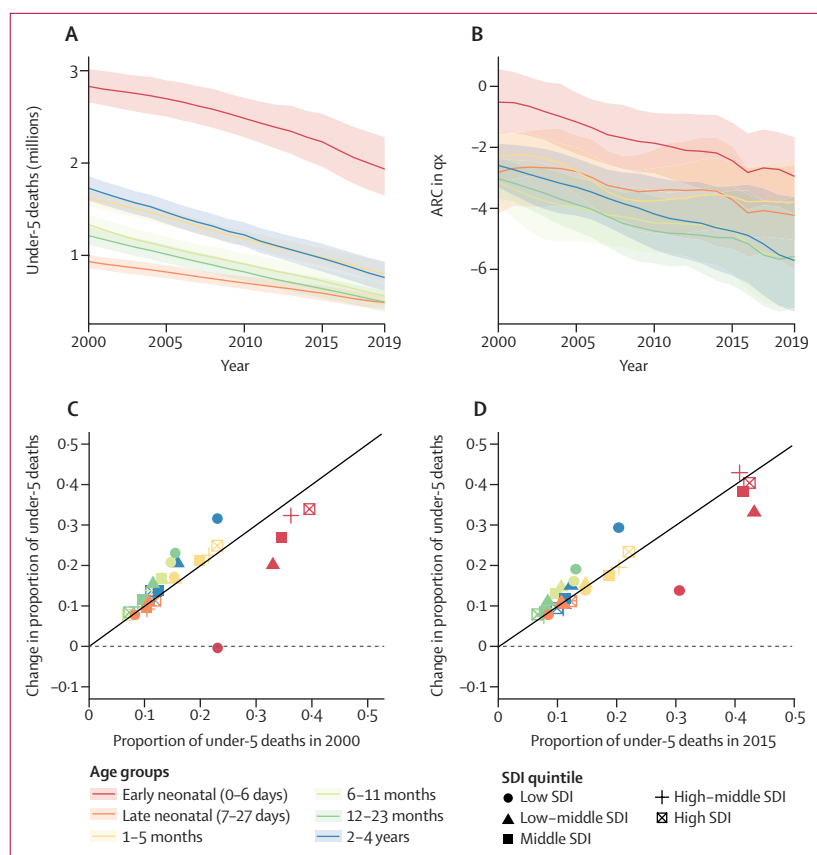 A
B
Under-5 deaths (millions)
3
2
1
2000
2005
2010
2015
2019
Year
ARC in qx
0
−2
−4
−6
2000
2005
2010
2015
2019
Year
C
D
Change in proportion of under-5 deaths
0·5
0·4
0·3
0·2
0·1
0
−0·1
0
0·1
0·2
0·3
0·4
0·5
Proportion of under-5 deaths in 2000
Change in proportion of under-5 deaths
0·5
0·4
0·3
0·2
0·1
0
−0·1
0
0·1
0·2
0·3
0·4
0·5
Proportion of under-5 deaths in 2015
Age groups
Early neonatal (0–6 days)
Late neonatal (7–27 days)
1–5 months
6–11 months
12–23 months
2–4 years
SDI quintile
Low SDI
Low–middle SDI
Middle SDI
High–middle SDI
High SDI